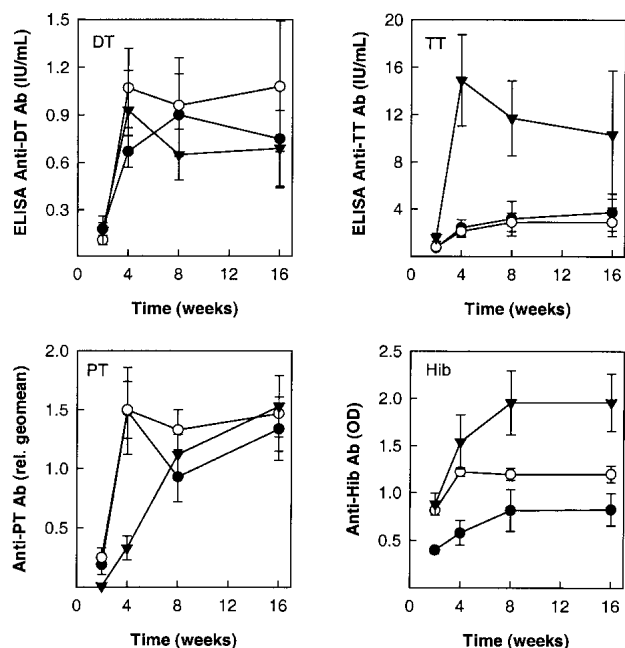 DT
ELISA Anti-DT Ab (IU/mL)
1.5
1.2
0.9
0.6
0.3
0 4 8 12 16
Time (weeks)
TT
ELISA Anti-TT Ab (IU/mL)
20
16
12
8
4
0 4 8 12 16
Time (weeks)
PT
Anti-PT Ab (rel. geomean)
2.0
1.5
1.0
0.5
0 4 8 12 16
Time (weeks)
Hib
Anti-Hib Ab (OD)
2.5
2.0
1.5
1.0
0.5
0 4 8 12 16
Time (weeks)